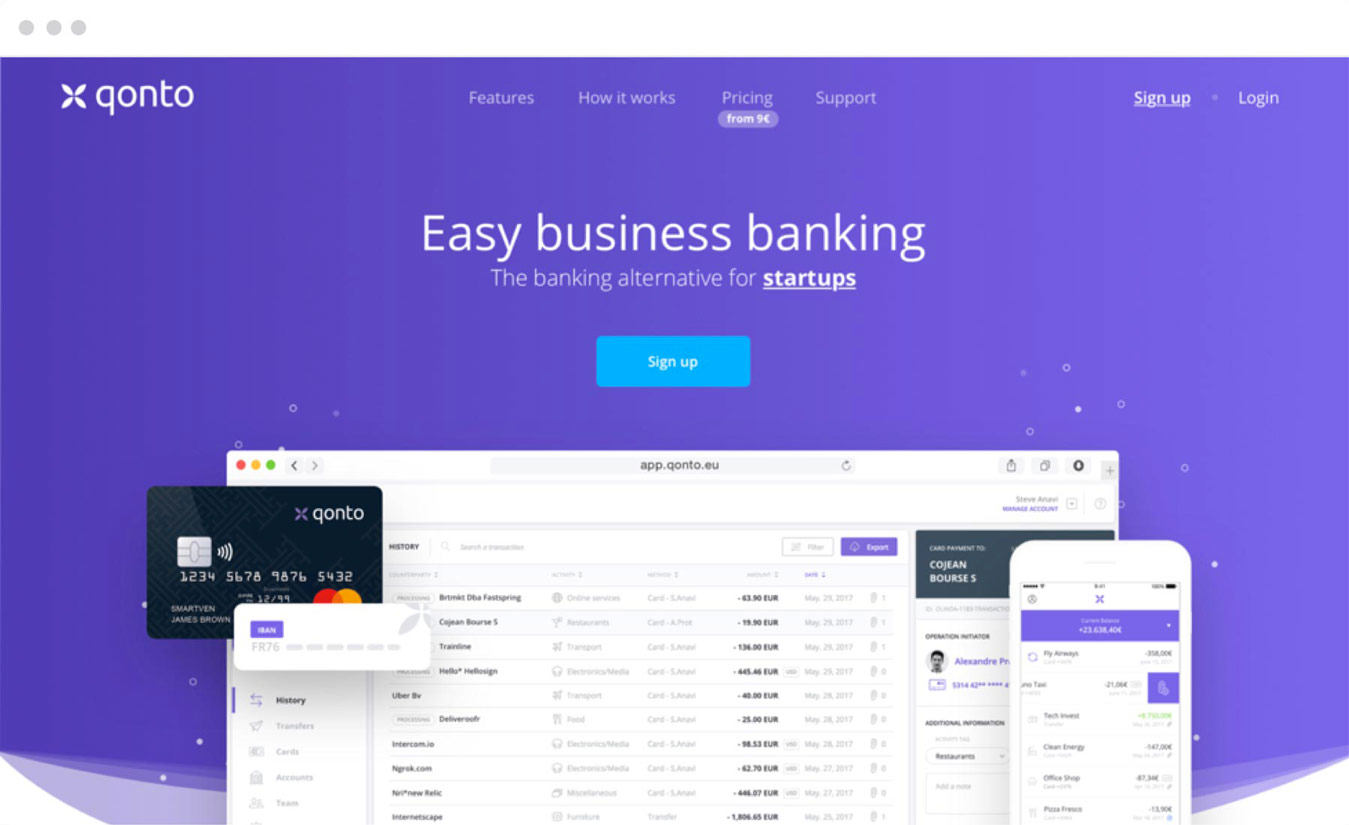 qonto
Features How it works Pricing Support
from 9€
Sign up Login
Easy business banking
The banking alternative for startups
Sign up
app.qonto.eu
Steve Anavi
MANAGE ACCOUNT
qonto
1234 5678 9876 5432
12/99
SMARTVEN
JAMES BROWN
IBAN
FR76
HISTORY Search a transaction Filter Export
COUNTERPARTY ACTIVITY METHOD AMOUNT DATE
PROCESSING Brtmkt Dba Fastspring Online services Card - S.Anavi - 63.90 EUR May. 29, 2017 1
Cojean Bourse S Restaurants Card - A.Prot - 19.90 EUR May. 29, 2017 1
Trainline Transport Card - S.Anavi - 136.00 EUR May. 29, 2017 1
PROCESSING Hello* Hellosign Electronics/Media Card - S.Anavi - 445.46 EUR USD May. 29, 2017 0
Uber Bv Transport Card - S.Anavi - 40.00 EUR May. 28, 2017 0
PROCESSING Deliveroofr Food Card - S.Anavi - 25.00 EUR May. 28, 2017 0
Intercom.io Electronics/Media Card - S.Anavi - 98.53 EUR USD May. 28, 2017 0
Ngrok.com Electronics/Media Card - S.Anavi - 62.70 EUR USD May. 27, 2017 0
Nri*new Relic Miscellaneous Card - S.Anavi - 446.07 EUR USD May. 27, 2017 0
Internetscape Furniture Transfer - 1,806.65 EUR May. 27, 2017 0
History
Transfers
Cards
Accounts
Team
CARD PAYMENT TO:
COJEAN
BOURSE S
OPERATION INITIATOR
Alexandre Pr
5314 42** **** 4
ADDITIONAL INFORMATION
ACTIVITY TAG
Restaurants
Add a note
9:41 100%
Current Balance
+23.638,40€
Fly Airways -358,00€
uno Taxi -21,06€
Tech Invest +8.750,00€
Transfer
Clean Energy -147,00€
Office Shop -87,34€
Pizza Fresco -13,90€